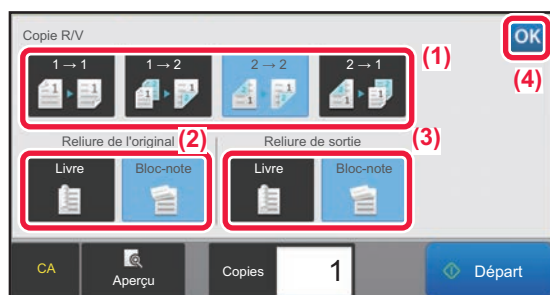 Copie R/V
OK
1 → 1
1 → 2
2 → 2
2 → 1
(1)
(4)
Reliure de l'original
(2)
Reliure de sortie
(3)
Livre
Bloc-note
Livre
Bloc-note
CA
Aperçu
Copies
1
Départ